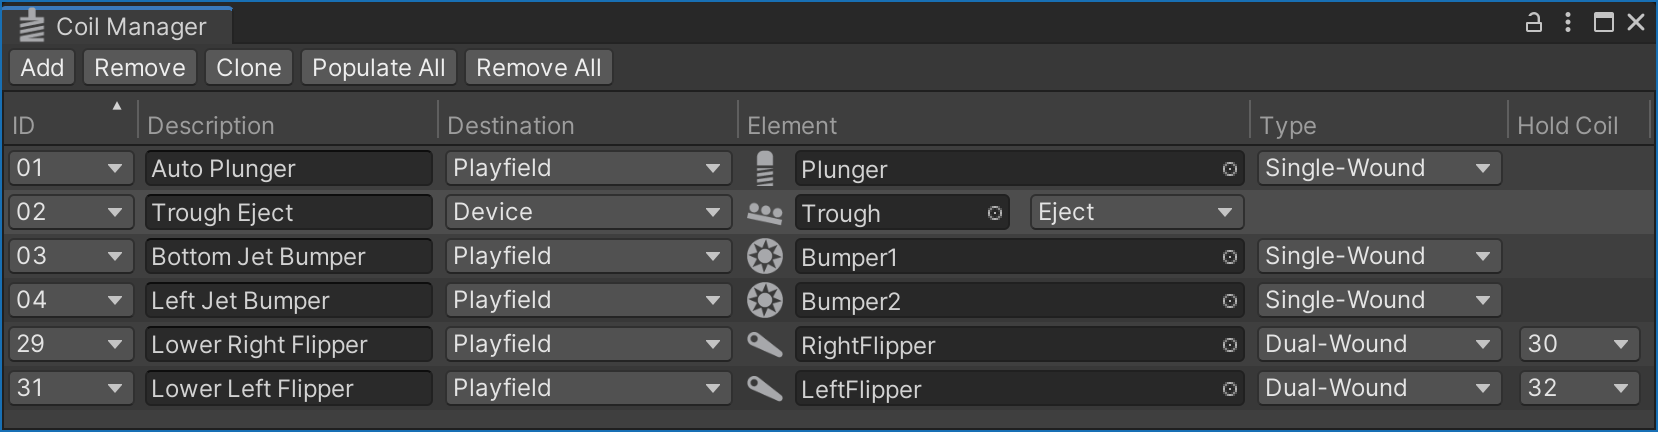 Coil Manager
Add Remove Clone Populate All Remove All
ID Description Destination Element Type Hold Coil
01 Auto Plunger Playfield Plunger Single-Wound
02 Trough Eject Device Trough Eject
03 Bottom Jet Bumper Playfield Bumper1 Single-Wound
04 Left Jet Bumper Playfield Bumper2 Single-Wound
29 Lower Right Flipper Playfield RightFlipper Dual-Wound 30
31 Lower Left Flipper Playfield LeftFlipper Dual-Wound 32